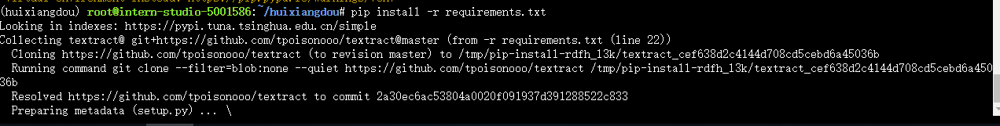 (huixiangdou) root@intern-studio-5001586:~/huixiangdou# pip install -r requirements.txt
Looking in indexes: https://pypi.tuna.tsinghua.edu.cn/simple
Collecting textract@ git+https://github.com/tpoisonooo/textract@master (from -r requirements.txt (line 22))
  Cloning https://github.com/tpoisonooo/textract (to revision master) to /tmp/pip-install-rdfh_13k/textract_cef638d2c4144d708cd5cebd6a45036b
  Running command git clone --filter=blob:none --quiet https://github.com/tpoisonooo/textract /tmp/pip-install-rdfh_13k/textract_cef638d2c4144d708cd5cebd6a450
36b
  Resolved https://github.com/tpoisonooo/textract to commit 2a30ec6ac53804a0020f091937d391288522c833
  Preparing metadata (setup.py) ... \